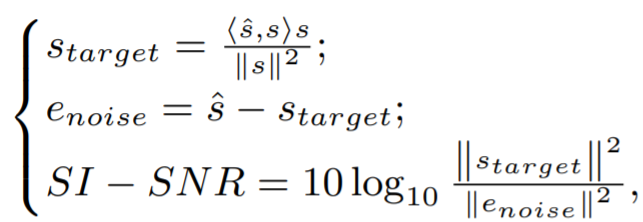 s_{target} = \frac{\langle \hat{s}, s \rangle s}{\| s \|^2};
e_{noise} = \hat{s} - s_{target};
SI - SNR = 10 \log_{10} \frac{\| s_{target} \|^2}{\| e_{noise} \|^2},